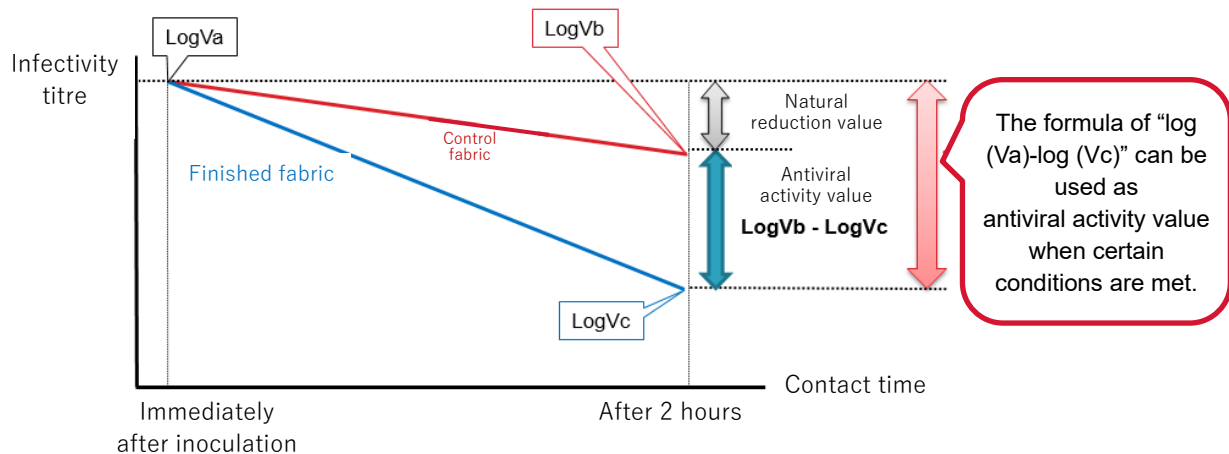 LogVa
LogVb
Infectivity
titre
Natural
reduction value
Control
fabric
Finished fabric
Antiviral
activity value
LogVb - LogVc
The formula of “log
(Va)-log (Vc)” can be
used as
antiviral activity value
when certain
conditions are met.
LogVc
Contact time
Immediately
after inoculation
After 2 hours